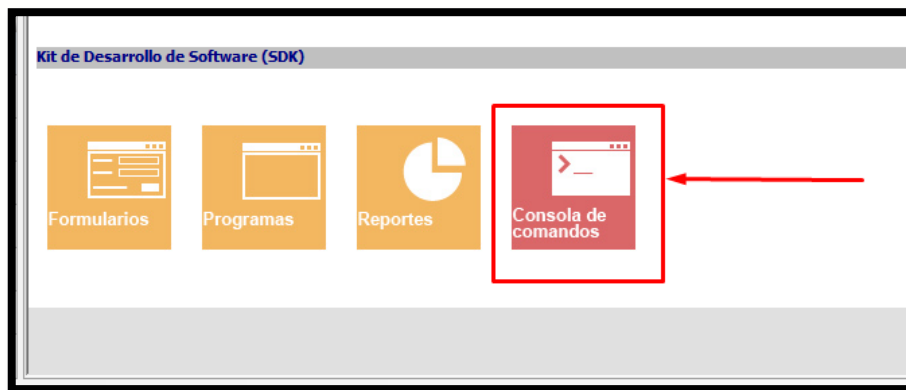 Kit de Desarrollo de Software (SDK)
Formularios
Programas
Reportes
Consola de
comandos